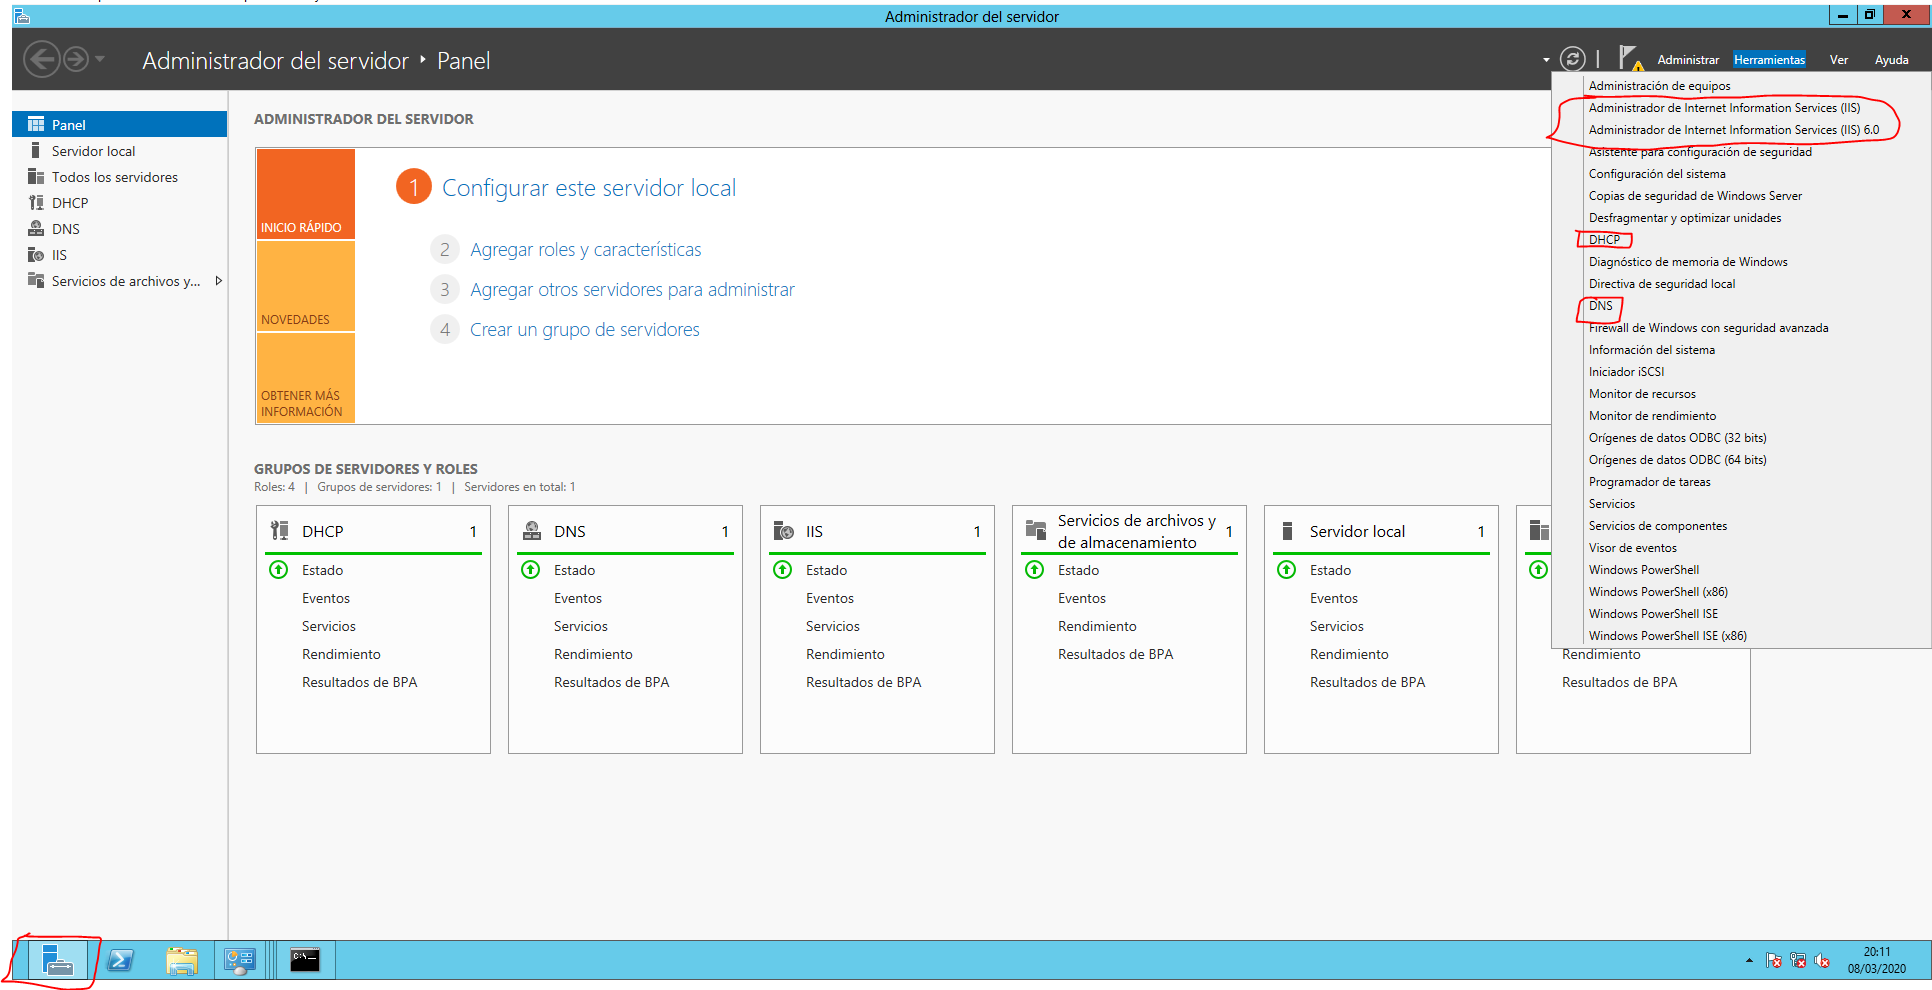 Administrador del servidor
Administrador del servidor ‣ Panel
Administrar Herramientas Ver Ayuda
Panel
Servidor local
Todos los servidores
DHCP
DNS
IIS
Servicios de archivos y...
ADMINISTRADOR DEL SERVIDOR
INICIO RÁPIDO
NOVEDADES
OBTENER MÁS
INFORMACIÓN
1 Configurar este servidor local
2 Agregar roles y características
3 Agregar otros servidores para administrar
4 Crear un grupo de servidores
Administración de equipos
Administrador de Internet Information Services (IIS)
Administrador de Internet Information Services (IIS) 6.0
Asistente para configuración de seguridad
Configuración del sistema
Copias de seguridad de Windows Server
Desfragmentar y optimizar unidades
DHCP
Diagnóstico de memoria de Windows
Directiva de seguridad local
DNS
Firewall de Windows con seguridad avanzada
Información del sistema
Iniciador iSCSI
Monitor de recursos
Monitor de rendimiento
Orígenes de datos ODBC (32 bits)
Orígenes de datos ODBC (64 bits)
Programador de tareas
Servicios
Servicios de componentes
Visor de eventos
Windows PowerShell
Windows PowerShell (x86)
Windows PowerShell ISE
Windows PowerShell ISE (x86)
GRUPOS DE SERVIDORES Y ROLES
Roles: 4 | Grupos de servidores: 1 | Servidores en total: 1
DHCP 1
Estado
Eventos
Servicios
Rendimiento
Resultados de BPA
DNS 1
Estado
Eventos
Servicios
Rendimiento
Resultados de BPA
IIS 1
Estado
Eventos
Servicios
Rendimiento
Resultados de BPA
Servicios de archivos y
de almacenamiento 1
Estado
Eventos
Rendimiento
Resultados de BPA
Servidor local 1
Estado
Eventos
Servicios
Rendimiento
Resultados de BPA
Rendimiento
Resultados de BPA
C:\
20:11
08/03/2020